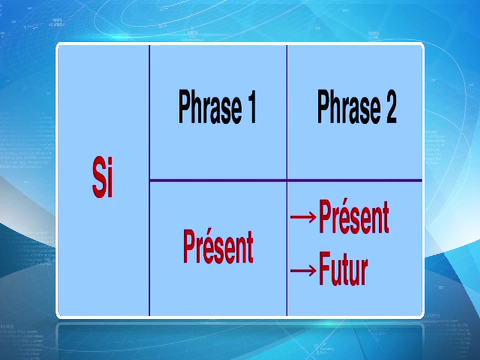 Phrase 1
Phrase 2
Si
Présent
→Présent
→Futur